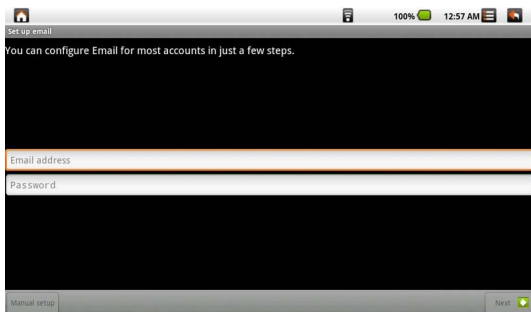 100% 12:57 AM
Set up email
You can configure Email for most accounts in just a few steps.
Email address
Password
Manual setup Next